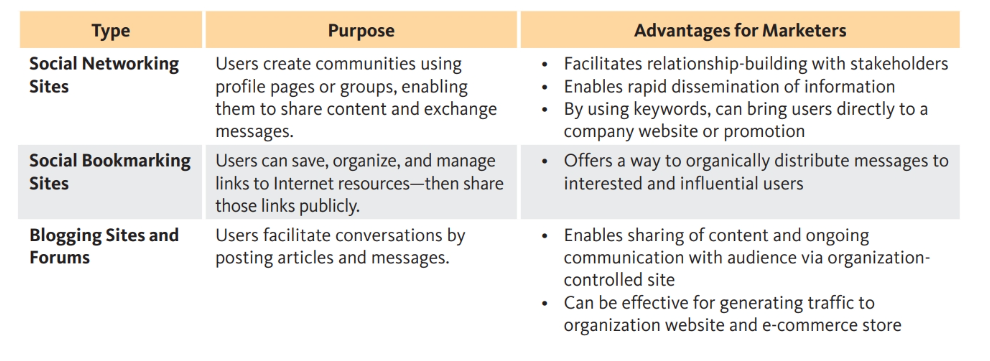 Type
Purpose
Advantages for Marketers
Social Networking
Sites
Users create communities using
profile pages or groups, enabling
them to share content and exchange
messages.
• Facilitates relationship-building with stakeholders
• Enables rapid dissemination of information
• By using keywords, can bring users directly to a
company website or promotion
Social Bookmarking
Sites
Users can save, organize, and manage
links to Internet resources—then share
those links publicly.
• Offers a way to organically distribute messages to
interested and influential users
Blogging Sites and
Forums
Users facilitate conversations by
posting articles and messages.
• Enables sharing of content and ongoing
communication with audience via organization-
controlled site
• Can be effective for generating traffic to
organization website and e-commerce store